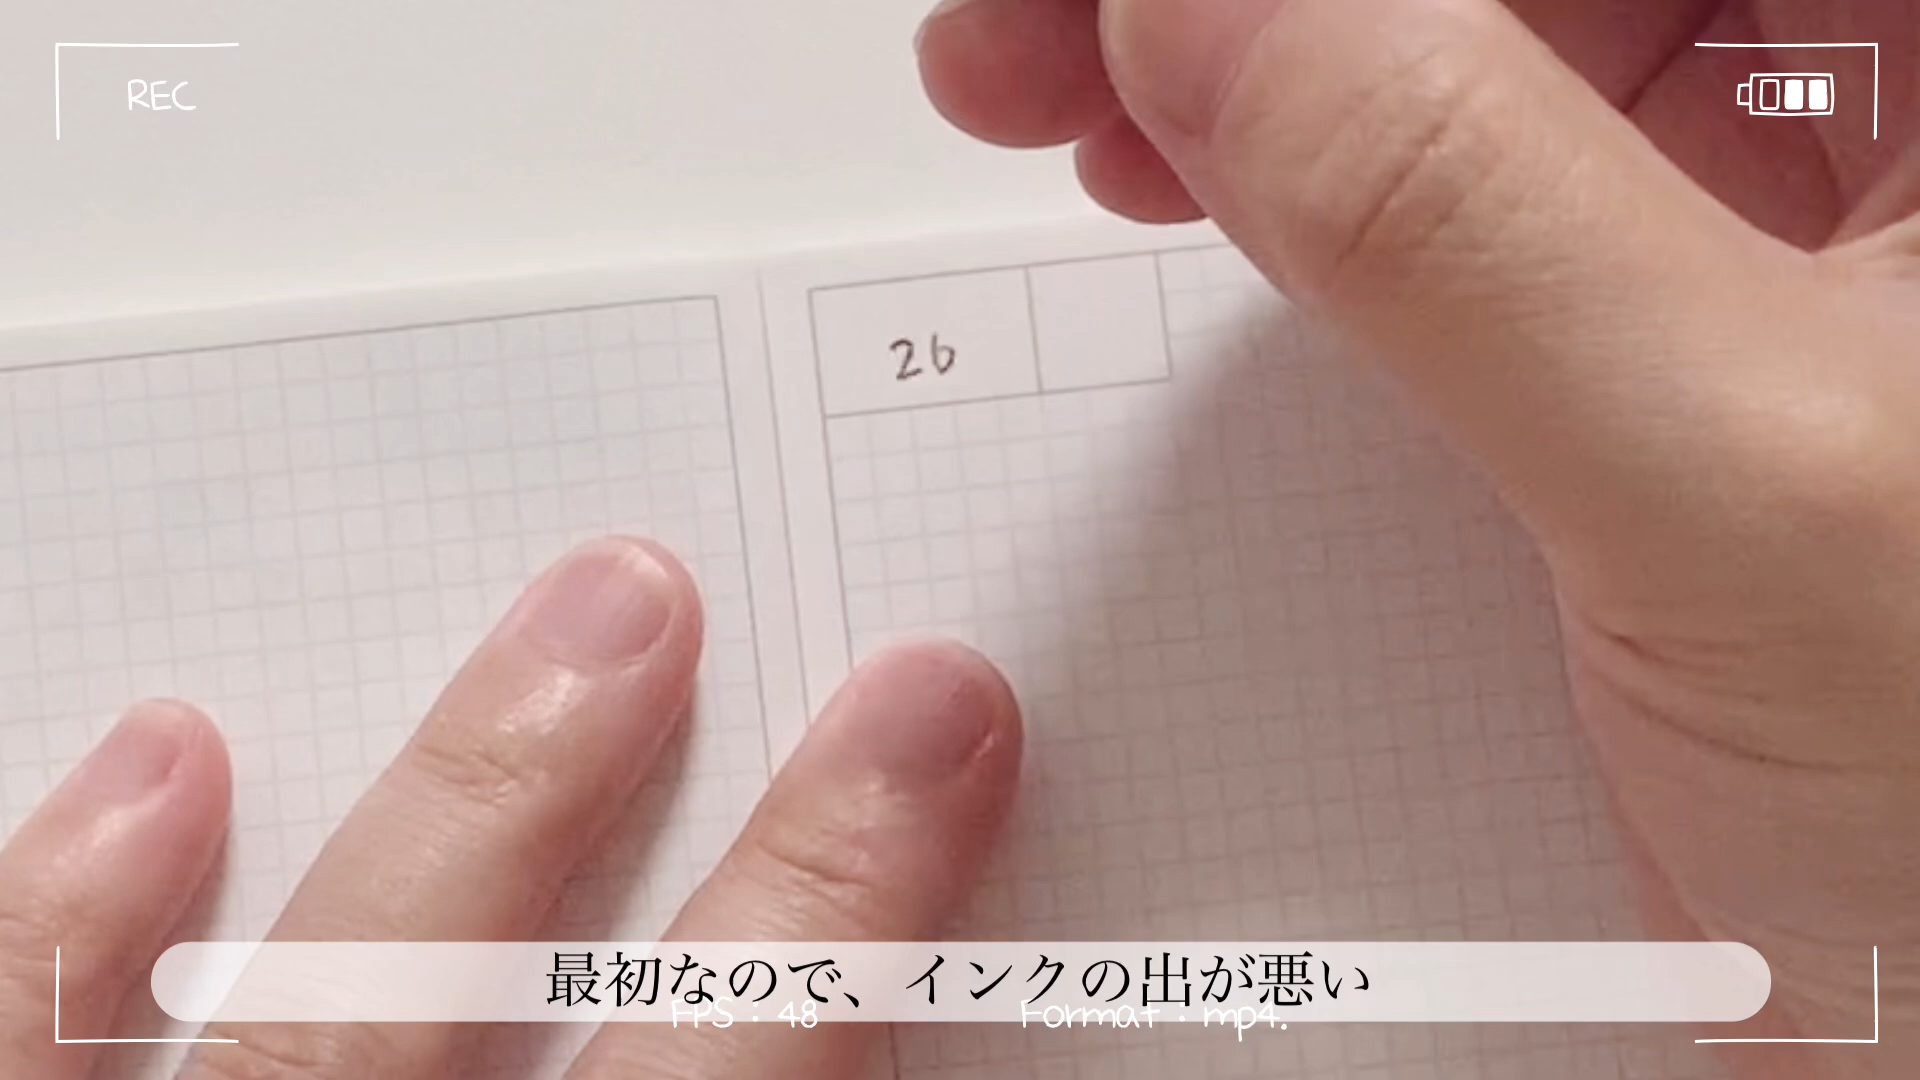 REC
26
最初なので、インクの出が悪い
FPS : 48 Format : mp4.